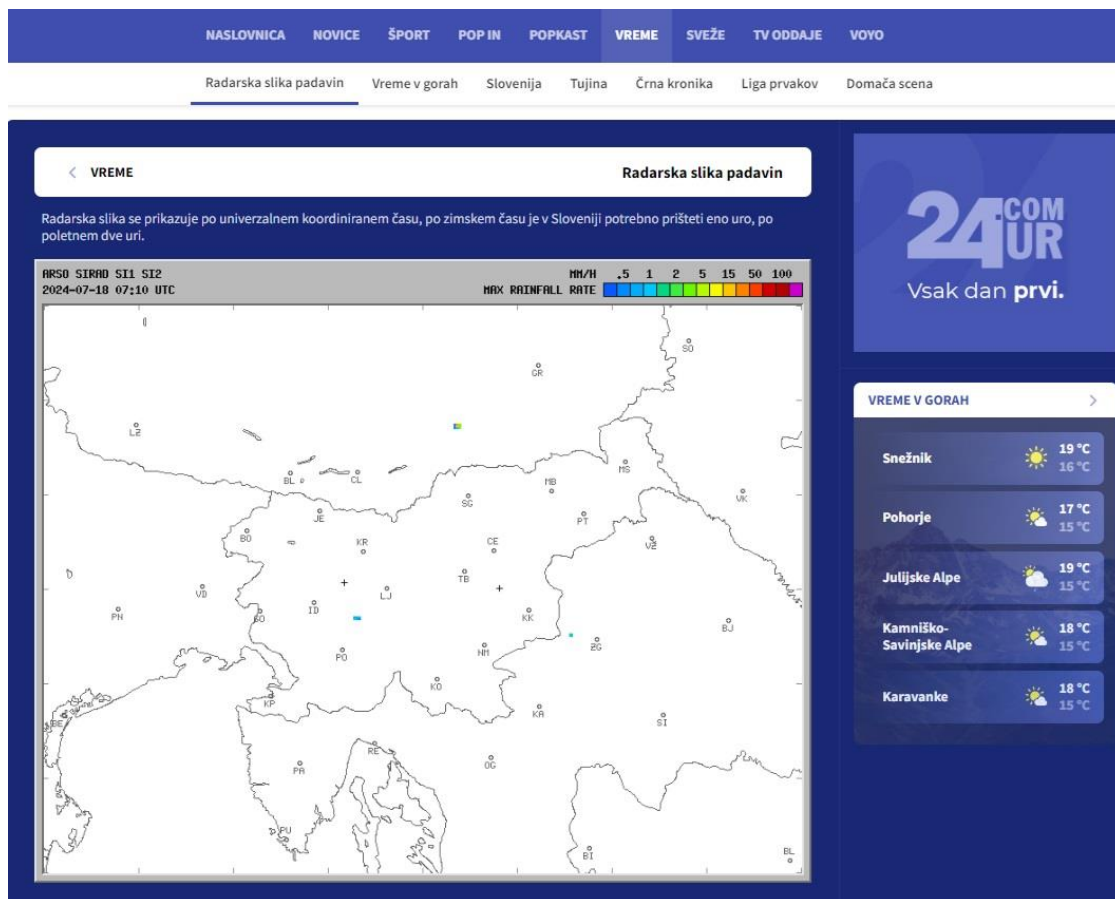 NASLOVNICA NOVICE ŠPORT POP IN POPKAST VREME SVEŽE TV ODDAJE VOYO
Radarska slika padavin Vreme v gorah Slovenija Tujina Črna kronika Liga prvakov Domača scena
VREME Radarska slika padavin
Radarska slika se prikazuje po univerzalnem koordiniranem času, po zimskem času je v Sloveniji potrebno prišteti eno uro, po
poletnem dve uri.
ARSO SIRAD SI1 SI2 MM/H .5 1 2 5 15 50 100
2024-07-18 07:10 UTC MAX RAINFALL RATE
SO
GR
LZ
BL CL
MS
MB
SG
VK
JE
PT
BO
KR
CE
VŽ
TB
VD
LJ
ID
PN
GO
KK
BJ
PO
NM
ZG
KO
KP
KA
BE
SI
RE
PA
OG
PU
BI
BL
24 COM
UR
Vsak dan prvi.
VREME V GORAH
Snežnik 19 °C
16 °C
Pohorje 17 °C
15 °C
Julijske Alpe 19 °C
15 °C
Kamniško-
Savinjske Alpe 18 °C
15 °C
Karavanke 18 °C
15 °C